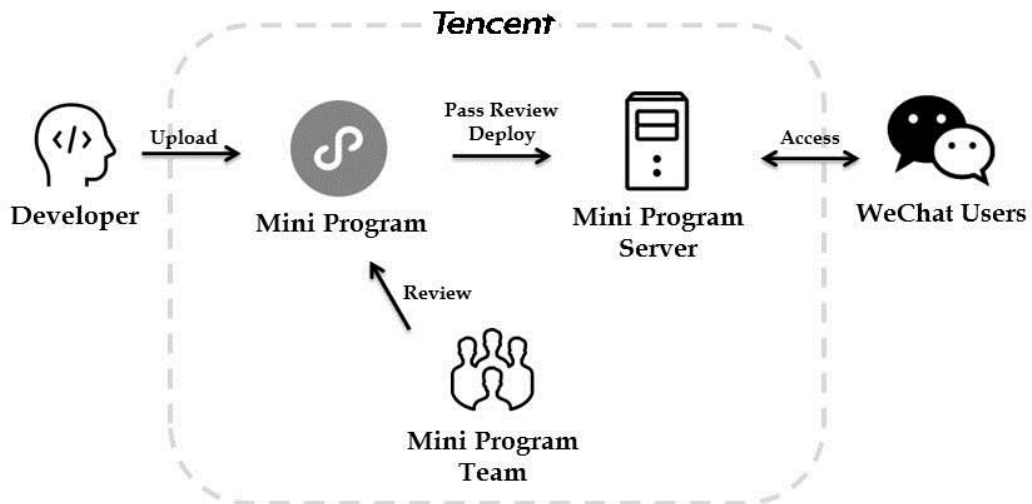 Tencent
Pass Review
Deploy
Upload
Access
Developer
Mini Program
Mini Program
Server
WeChat Users
Review
Mini Program
Team